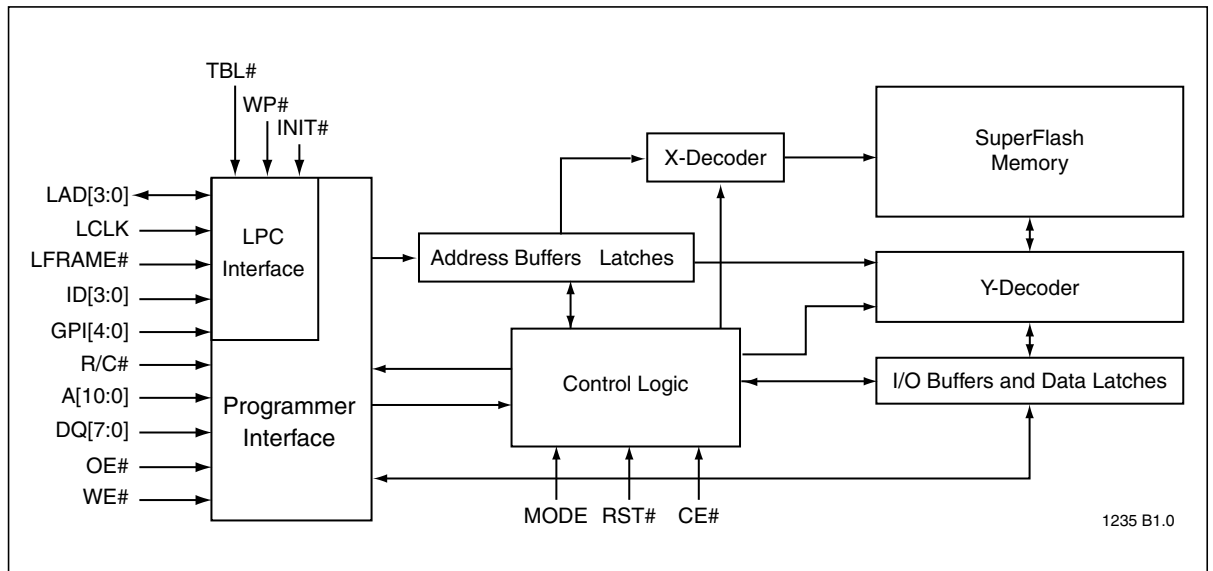 TBL#
WP#
INIT#
LAD[3:0]
LCLK
LFRAME#
ID[3:0]
GPI[4:0]
R/C#
A[10:0]
DQ[7:0]
OE#
WE#
LPC
Interface
Programmer
Interface
X-Decoder
SuperFlash
Memory
Address Buffers Latches
Y-Decoder
Control Logic
I/O Buffers and Data Latches
MODE RST# CE#
1235 B1.0